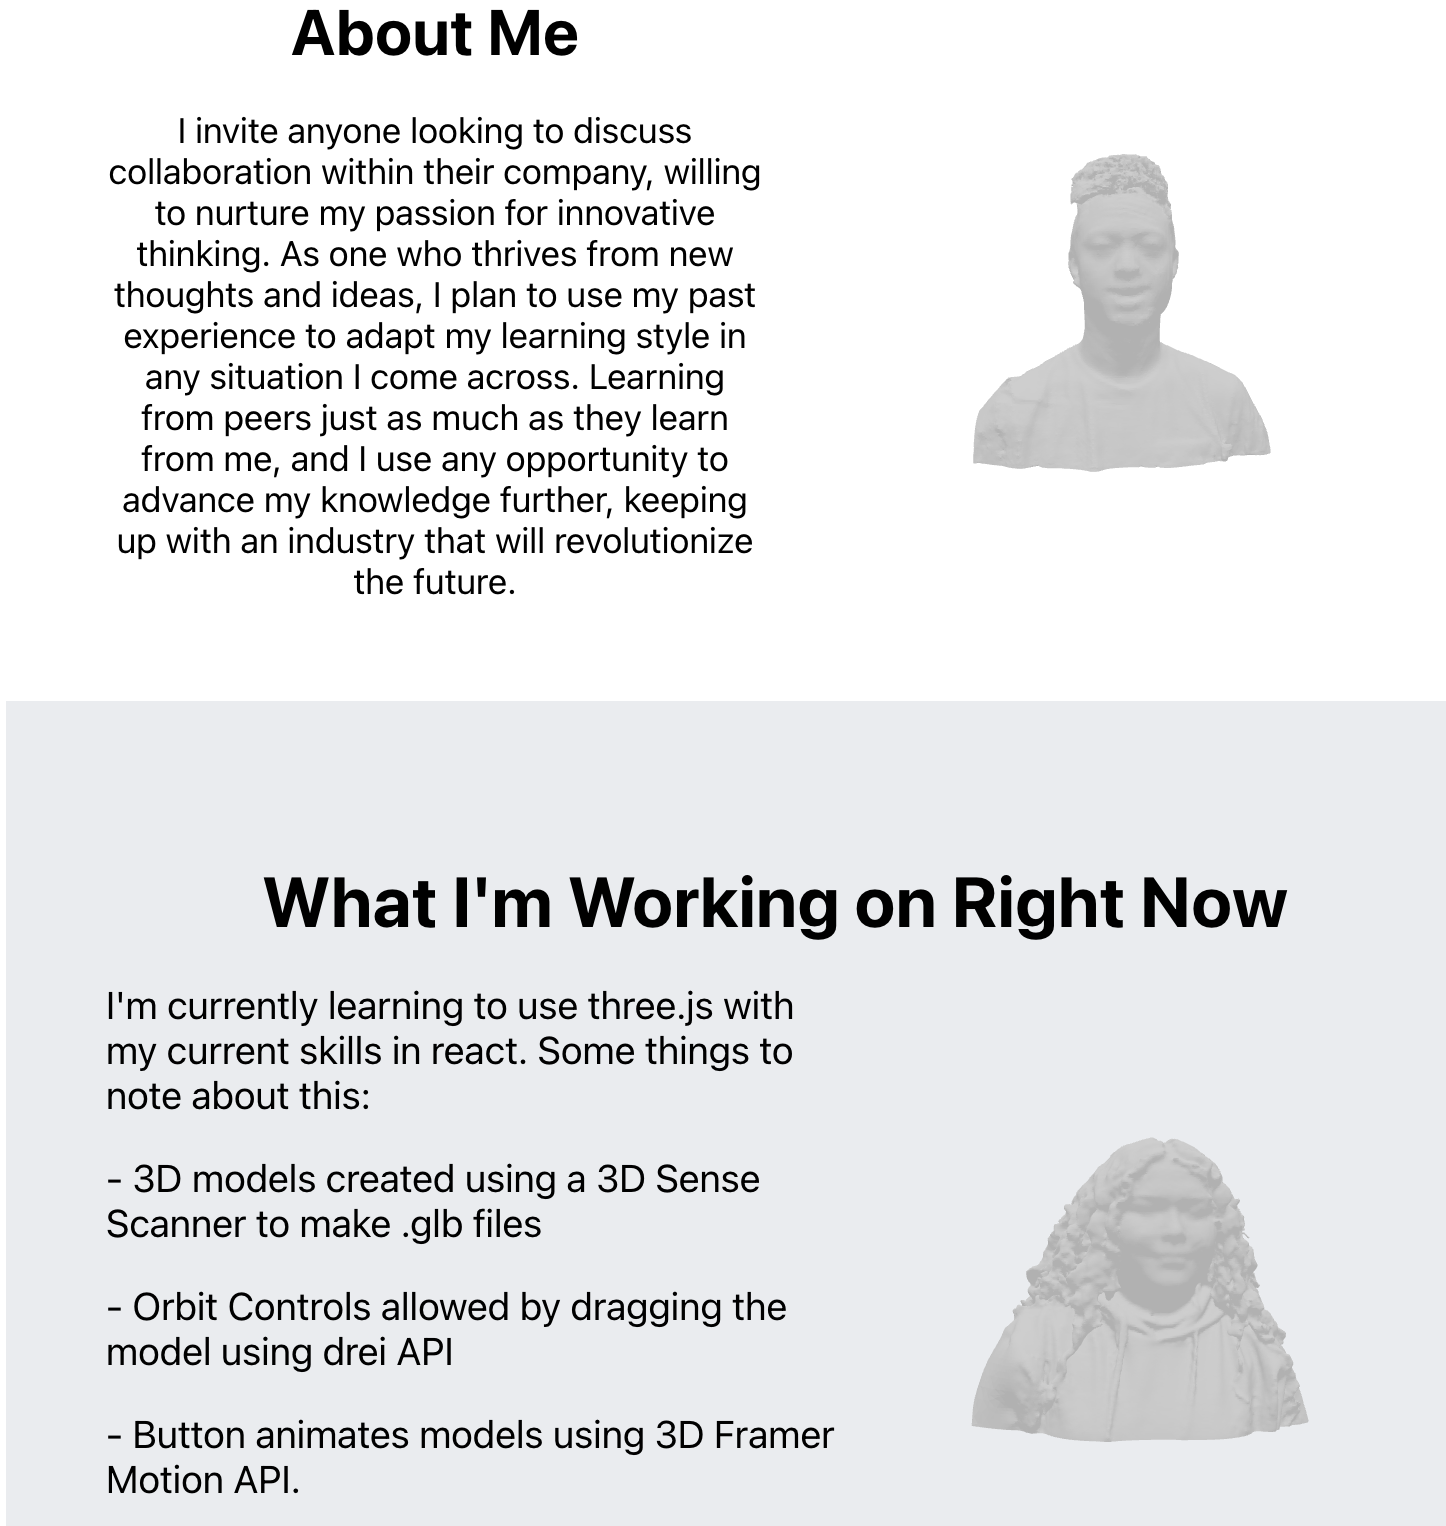 About Me
I invite anyone looking to discuss
collaboration within their company, willing
to nurture my passion for innovative
thinking. As one who thrives from new
thoughts and ideas, I plan to use my past
experience to adapt my learning style in
any situation I come across. Learning
from peers just as much as they learn
from me, and I use any opportunity to
advance my knowledge further, keeping
up with an industry that will revolutionize
the future.
What I'm Working on Right Now
I'm currently learning to use three.js with
my current skills in react. Some things to
note about this:
- 3D models created using a 3D Sense
Scanner to make .glb files
- Orbit Controls allowed by dragging the
model using drei API
- Button animates models using 3D Framer
Motion API.